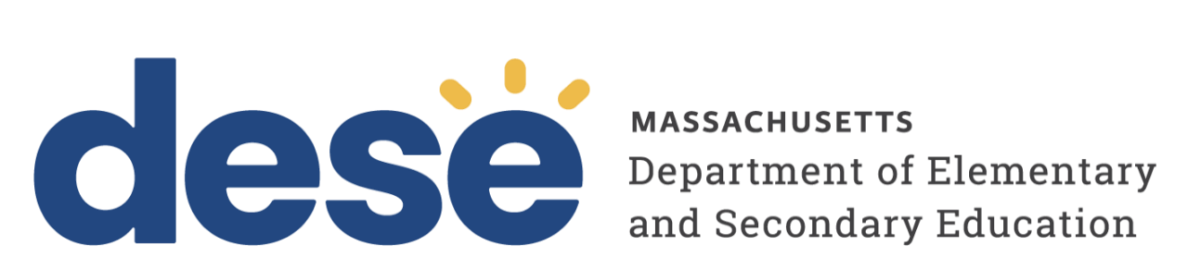 dese
MASSACHUSETTS
Department of Elementary
and Secondary Education